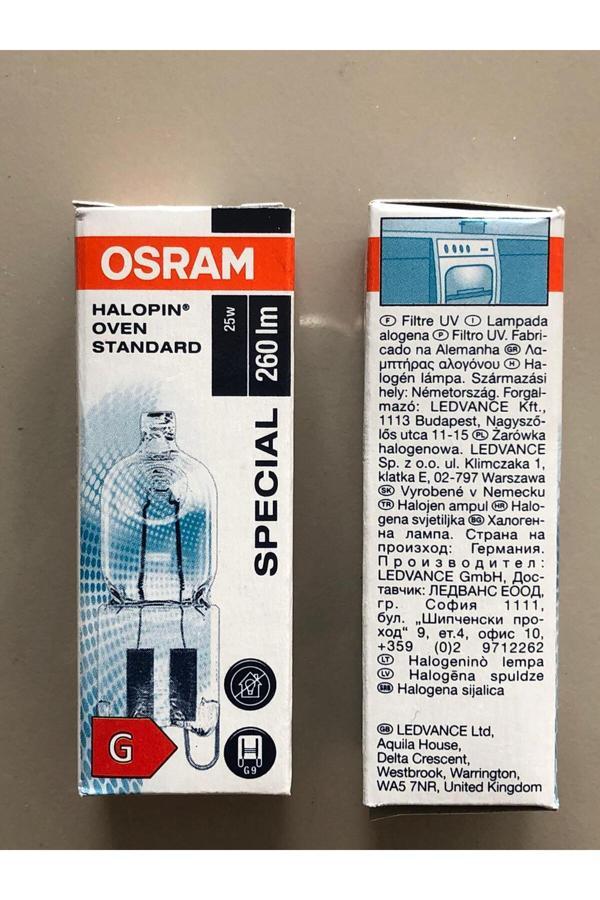 OSRAM
HALOPIN®
OVEN
STANDARD
25w
260 lm
SPECIAL
G
G9
F Filtre UV I Lampada
alogena P Filtro UV. Fabri-
cado na Alemanha GR Λα-
μπτήρας αλογόνου H Ha-
logén lámpa. Származási
hely: Németország. Forgal-
mazó: LEDVANCE Kft.,
1113 Budapest, Nagysző-
lős utca 11-15 PL Żarówka
halogenowa. LEDVANCE
Sp. z o.o. ul. Klimczaka 1,
klatka E, 02-797 Warszawa
SK Vyrobené v Nemecku
TR Halojen ampul HR Halo-
gena svjetiljka BG Халоген-
на лампа. Страна на
произход: Германия.
Производител:
LEDVANCE GmbH, Дос-
тавчик: ЛЕДВАНС ЕООД,
гр. София 1111,
бул. „Шипченски про-
ход“ 9, ет.4, офис 10,
+359 (0)2 9712262
LT Halogeninò lempa
LV Halogēna spuldze
SRB Halogena sijalica
GB LEDVANCE Ltd,
Aquila House,
Delta Crescent,
Westbrook, Warrington,
WA5 7NR, United Kingdom